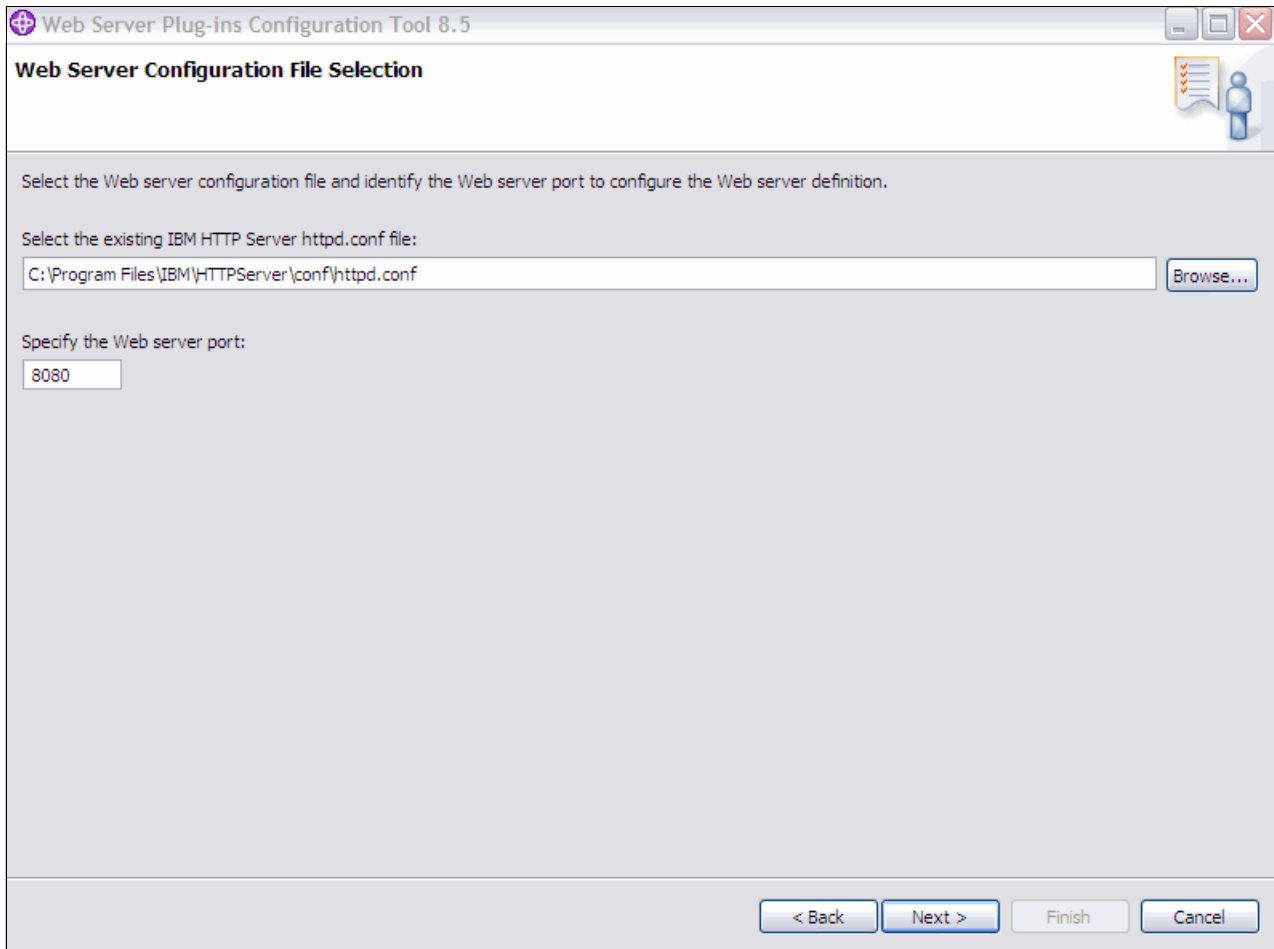 Web Server Plug-ins Configuration Tool 8.5
Web Server Configuration File Selection
Select the Web server configuration file and identify the Web server port to configure the Web server definition.
Select the existing IBM HTTP Server httpd.conf file:
C:\Program Files\IBM\HTTPServer\conf\httpd.conf
Browse...
Specify the Web server port:
8080
< Back Next > Finish Cancel